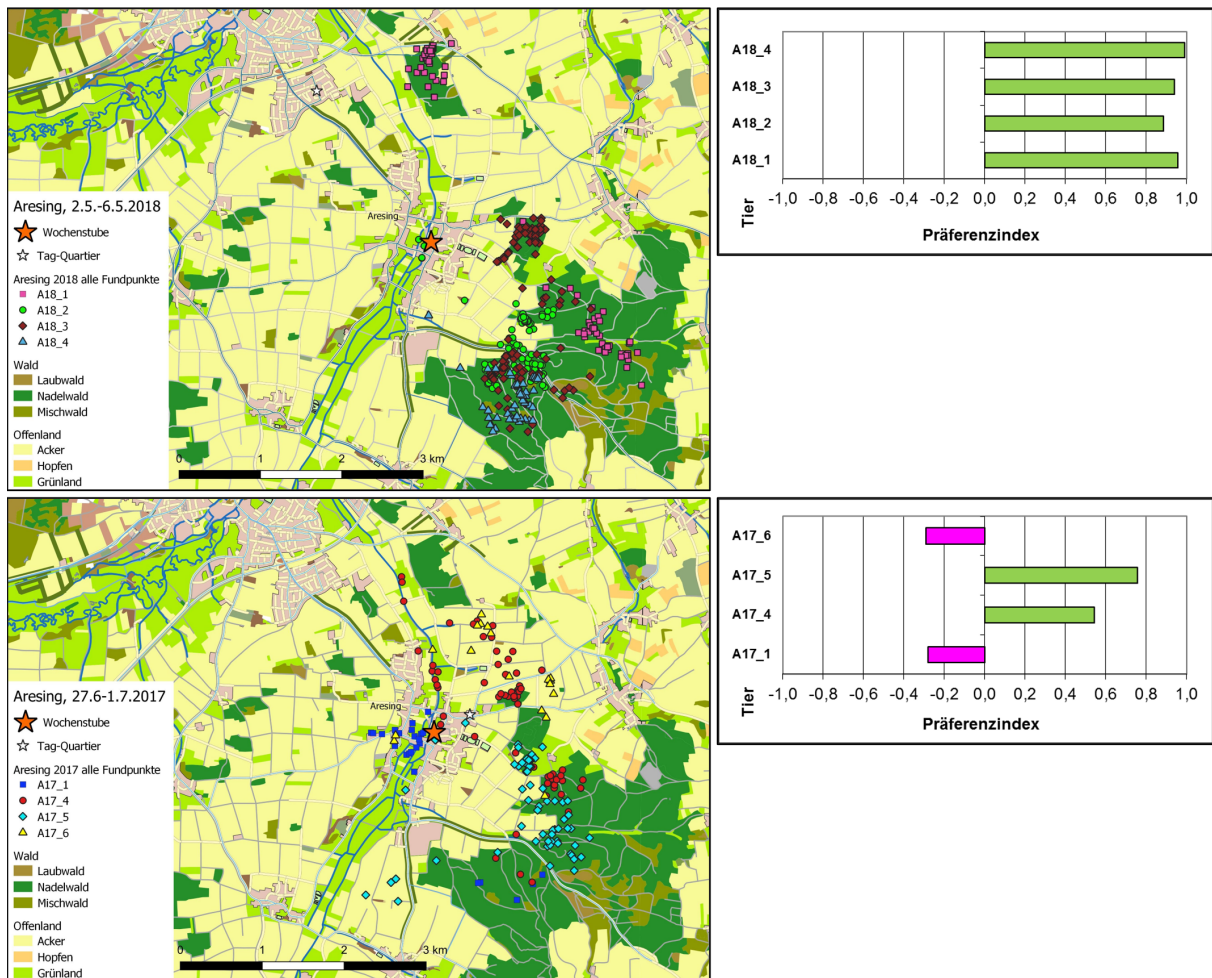 Aresing
Aresing, 2.5.-6.5.2018
Wochenstube
Tag-Quartier
Aresing 2018 alle Fundpunkte
A18_1
A18_2
A18_3
A18_4
Wald
Laubwald
Nadelwald
Mischwald
Offenland
Acker
Hopfen
Grünland
0 1 2 3 km
A18_4
A18_3
A18_2
A18_1
-1,0 -0,8 -0,6 -0,4 -0,2 0,0 0,2 0,4 0,6 0,8 1,0
Tier
Präferenzindex
Aresing
Aresing, 27.6-1.7.2017
Wochenstube
Tag-Quartier
Aresing 2017 alle Fundpunkte
A17_1
A17_4
A17_5
A17_6
Wald
Laubwald
Nadelwald
Mischwald
Offenland
Acker
Hopfen
Grünland
0 1 2 3 km
A17_6
A17_5
A17_4
A17_1
-1,0 -0,8 -0,6 -0,4 -0,2 0,0 0,2 0,4 0,6 0,8 1,0
Tier
Präferenzindex